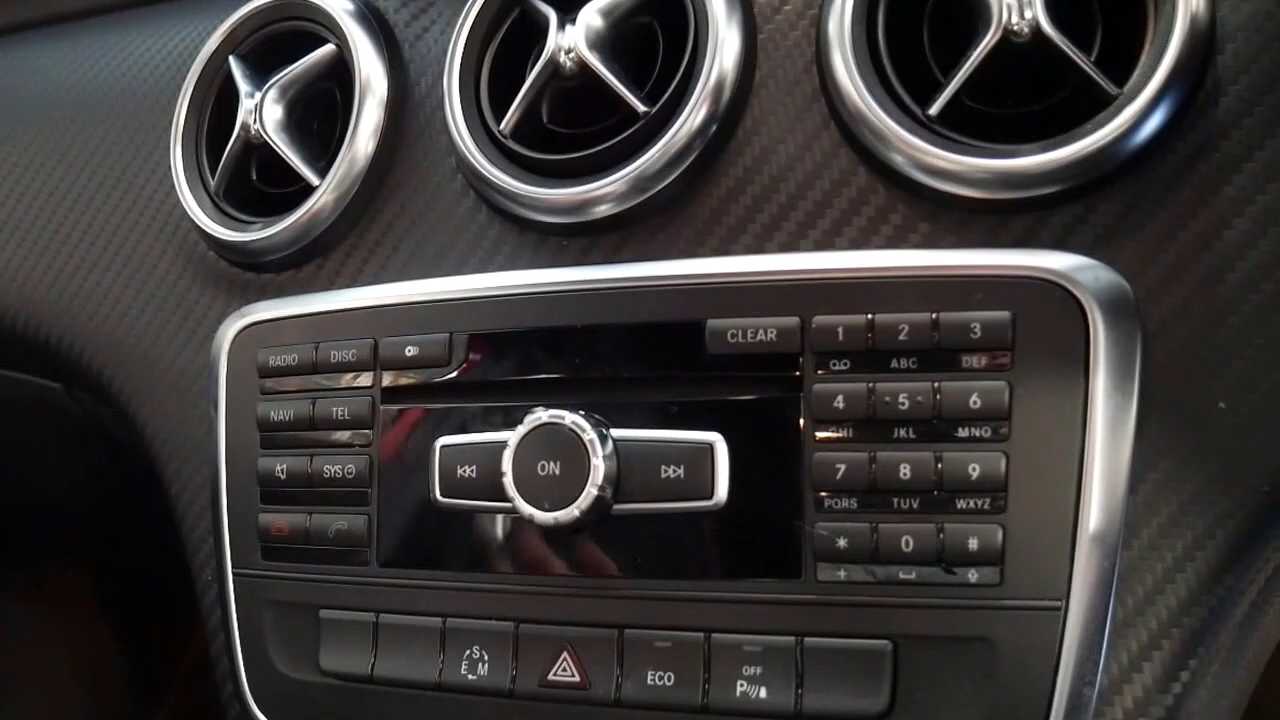 RADIO DISC
CLEAR
1 2 3
ABC DEF
NAVI TEL
4 5 6
GHI JKL MNO
ON
SYS
7 8 9
PQRS TUV WXYZ
* 0 #
+
S
E M
ECO
OFF
P